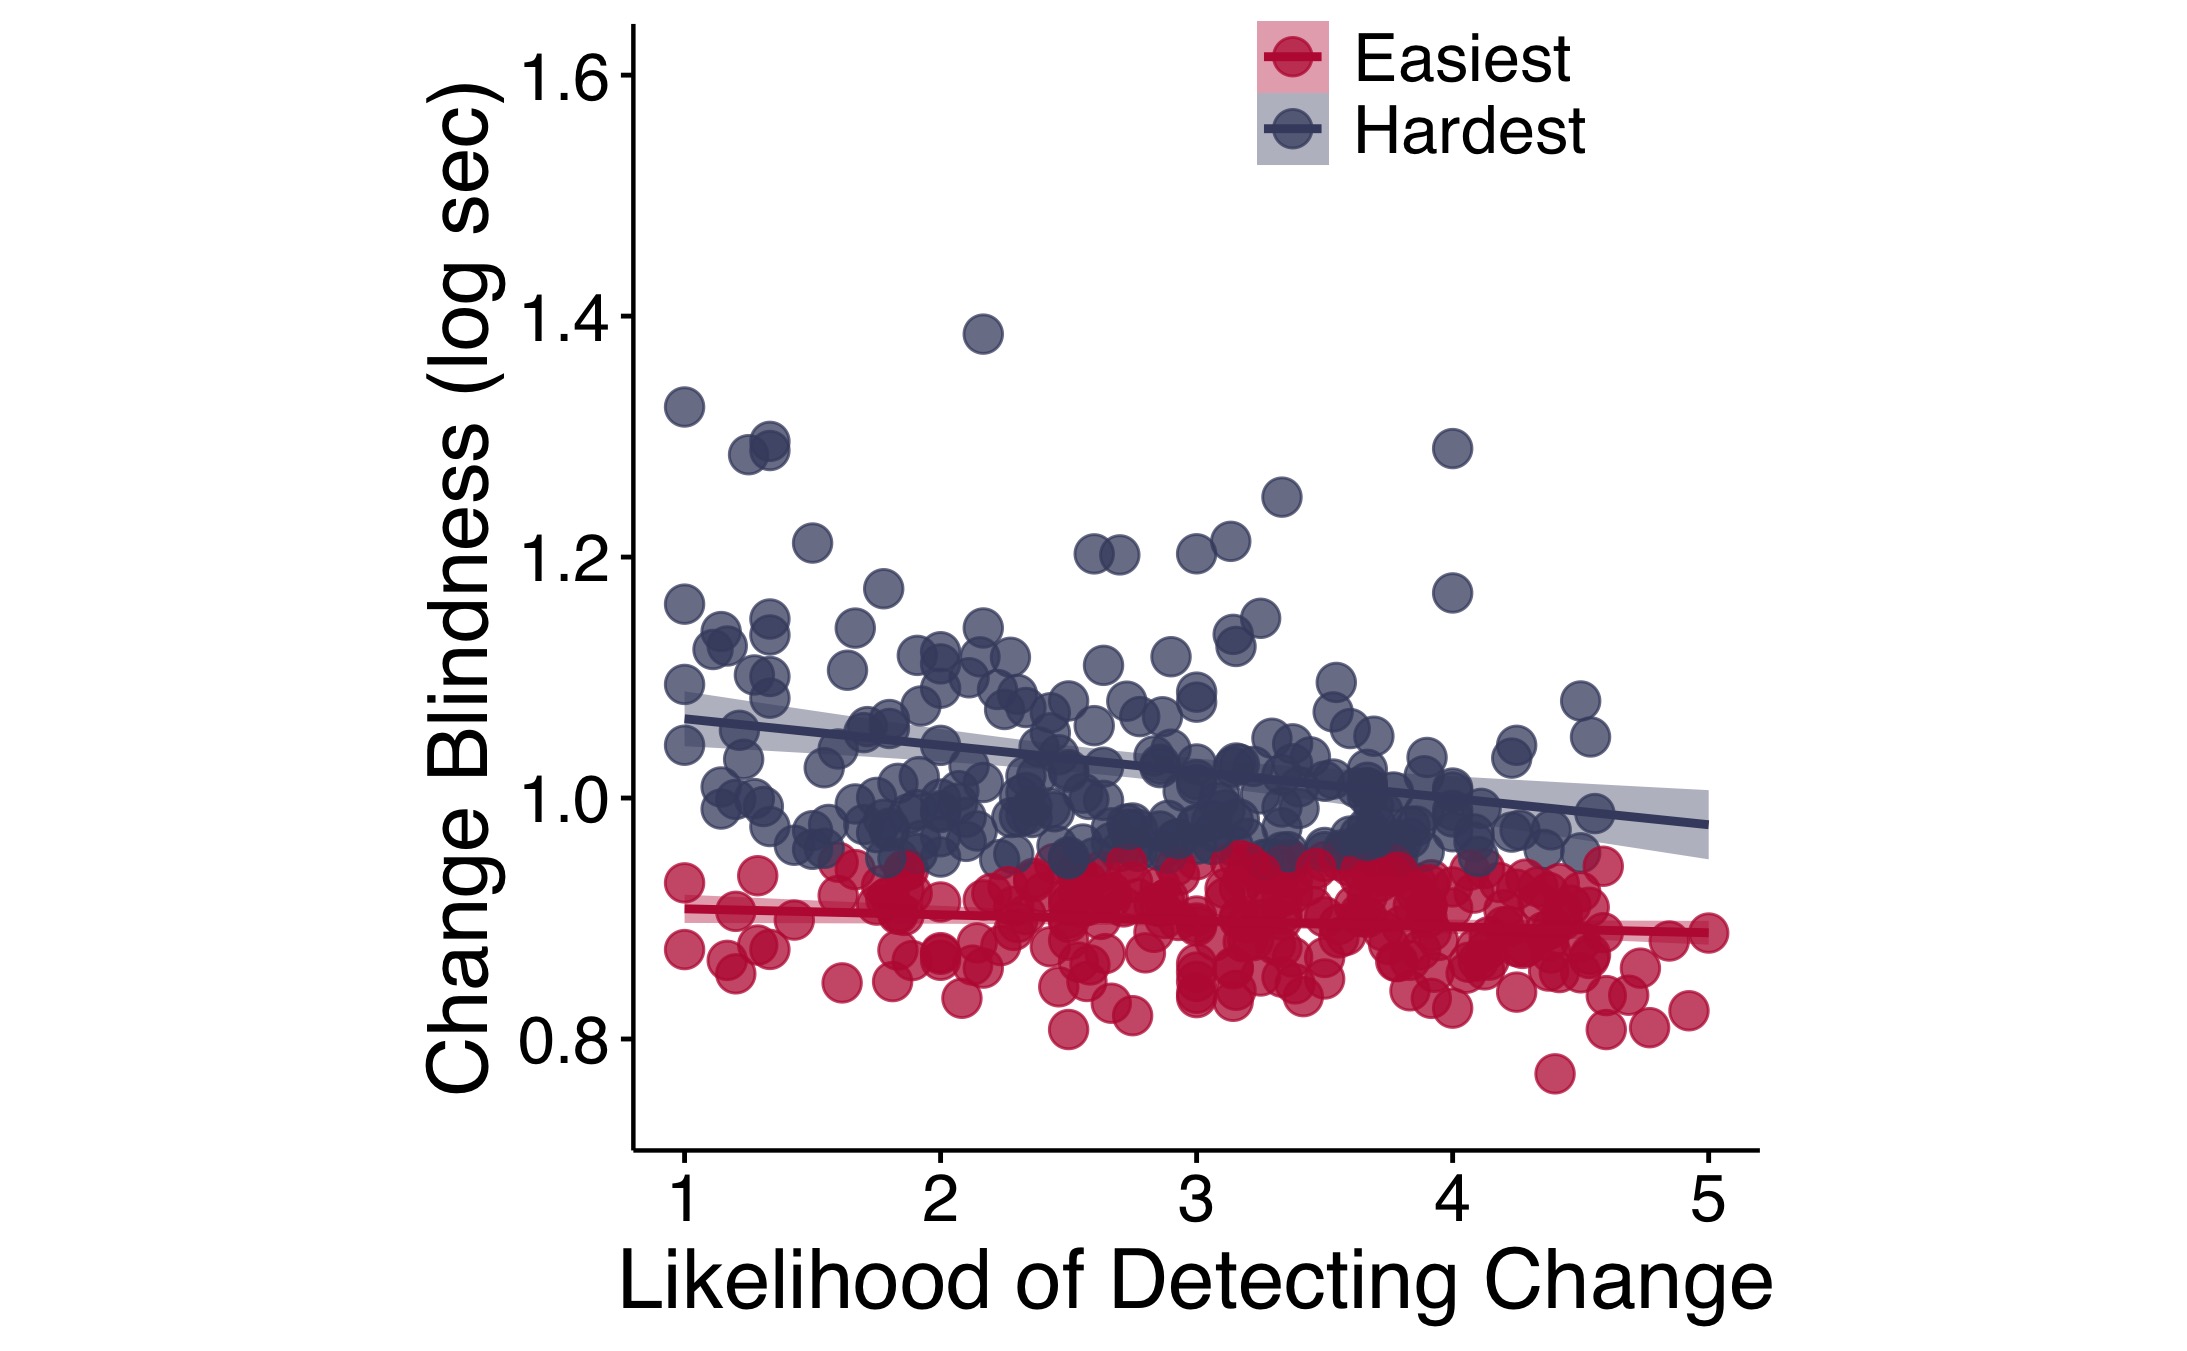 Easiest
Hardest
Change Blindness (log sec)
1.6
1.4
1.2
1.0
0.8
1 2 3 4 5
Likelihood of Detecting Change